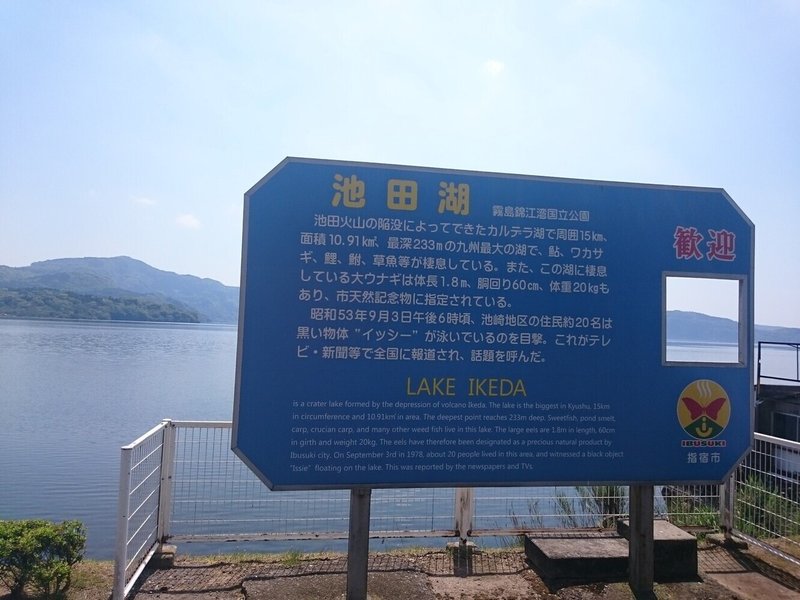 池田湖 霧島錦江湾国立公園
池田火山の陥没によってできたカルデラ湖で周囲15km、
面積10.91km²、最深233mの九州最大の湖で、鮎、ワカサ
ギ、鯉、鮒、草魚等が棲息している。また、この湖に棲息
している大ウナギは体長1.8m、胴回り60cm、体重20kgも
あり、市天然記念物に指定されている。
昭和53年9月3日午後6時頃、池崎地区の住民約20名は
黒い物体“イッシー”が泳いでいるのを目撃。これがテレ
ビ・新聞等で全国に報道され、話題を呼んだ。
LAKE IKEDA
is a crater lake formed by the depression of volcano Ikeda. The lake is the biggest in Kyushu, 15km
in circumference and 10.91km² in area. The deepest point reaches 233m deep. Sweetfish, pond smelt,
carp, crucian carp, and many other weed fish live in this lake. The large eels are 1.8m in length, 60cm
in girth and weight 20kg. The eels have therefore been designated as a precious natural product by
Ibusuki city. On September 3rd in 1978, about 20 people lived in this area, and witnessed a black object
"Issie" floating on the lake. This was reported by the newspapers and TVs.
歓迎
IBUSUKI
指宿市